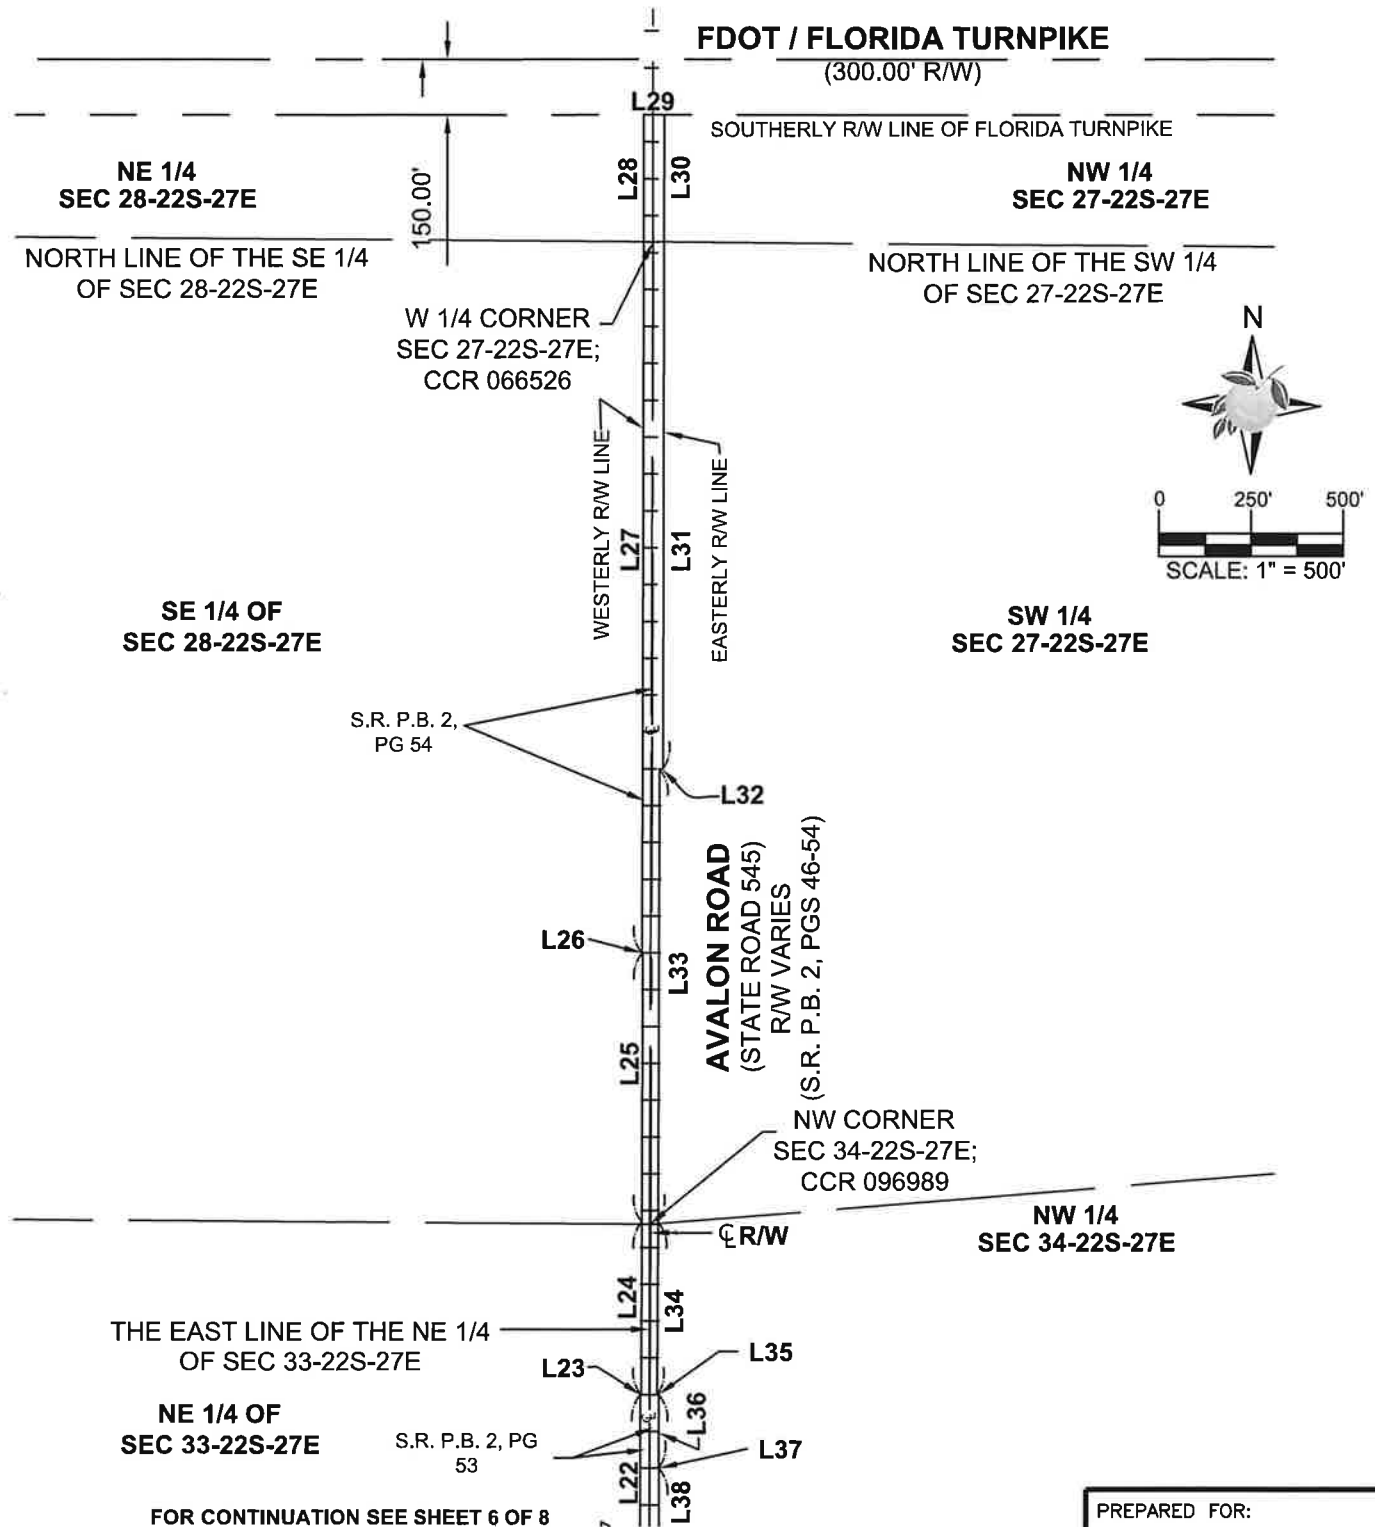 FDOT / FLORIDA TURNPIKE
(300.00' R/W)
L29
SOUTHERLY R/W LINE OF FLORIDA TURNPIKE
NE 1/4
SEC 28-22S-27E
150.00'
L28
L30
NW 1/4
SEC 27-22S-27E
NORTH LINE OF THE SE 1/4
OF SEC 28-22S-27E
NORTH LINE OF THE SW 1/4
OF SEC 27-22S-27E
W 1/4 CORNER
SEC 27-22S-27E;
CCR 066526
N
0 250' 500'
SCALE: 1" = 500'
WESTERLY R/W LINE
L27
L31
EASTERLY R/W LINE
SE 1/4 OF
SEC 28-22S-27E
SW 1/4
SEC 27-22S-27E
S.R. P.B. 2,
PG 54
L32
AVALON ROAD
(STATE ROAD 545)
R/W VARIES
(S.R. P.B. 2, PGS 46-54)
L26
L33
L25
NW CORNER
SEC 34-22S-27E;
CCR 096989
℄ R/W
NW 1/4
SEC 34-22S-27E
L24
L34
THE EAST LINE OF THE NE 1/4
OF SEC 33-22S-27E
L23
L35
L36
NE 1/4 OF
SEC 33-22S-27E
S.R. P.B. 2, PG
53
L37
L22
L38
FOR CONTINUATION SEE SHEET 6 OF 8
PREPARED FOR: